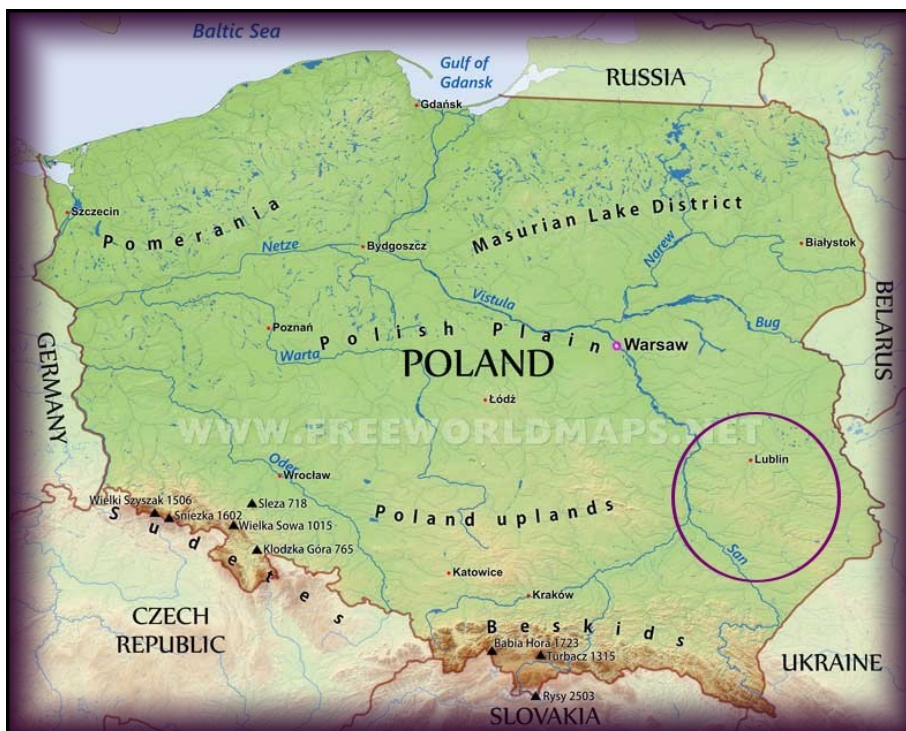 Baltic Sea
Gulf of
Gdansk
RUSSIA
Gdańsk
Szczecin
Pomerania
Masurian Lake District
Netze
Bydgoszcz
Narew
Białystok
Vistula
Bug
BELARUS
Poznań
Polish Plain
Warsaw
Warta
POLAND
GERMANY
Łódź
WWW.FREEWORLDMAPS.NET
Lublin
Oder
Wrocław
Wielki Szyszak 1506
Sleza 718
Sniezka 1602
Wielka Sowa 1015
Poland uplands
Sudetes
Klodzka Góra 765
San
Katowice
Kraków
CZECH
REPUBLIC
Beskids
Babia Hora 1723
Turbacz 1315
UKRAINE
Rysy 2503
SLOVAKIA